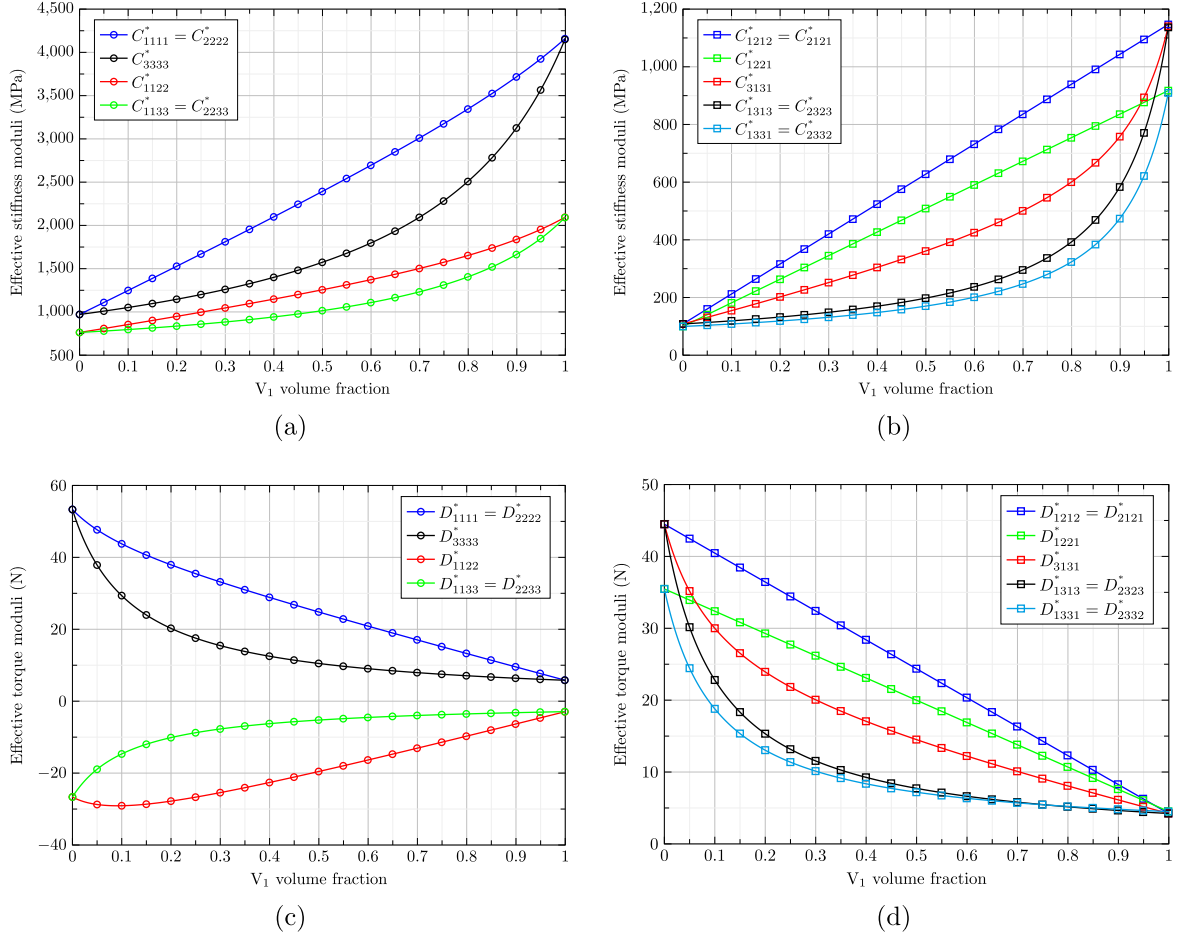 4,500
4,000
3,500
3,000
2,500
2,000
1,500
1,000
500
Effective stiffness moduli (MPa)
C*1111 = C*2222
C*3333
C*1122
C*1133 = C*2233
0 0.1 0.2 0.3 0.4 0.5 0.6 0.7 0.8 0.9 1
V1 volume fraction
(a)
1,200
1,000
800
600
400
200
0
Effective stiffness moduli (MPa)
C*1212 = C*2121
C*1221
C*3131
C*1313 = C*2323
C*1331 = C*2332
0 0.1 0.2 0.3 0.4 0.5 0.6 0.7 0.8 0.9 1
V1 volume fraction
(b)
60
40
20
0
−20
−40
Effective torque moduli (N)
D*1111 = D*2222
D*3333
D*1122
D*1133 = D*2233
0 0.1 0.2 0.3 0.4 0.5 0.6 0.7 0.8 0.9 1
V1 volume fraction
(c)
50
40
30
20
10
0
Effective torque moduli (N)
D*1212 = D*2121
D*1221
D*3131
D*1313 = D*2323
D*1331 = D*2332
0 0.1 0.2 0.3 0.4 0.5 0.6 0.7 0.8 0.9 1
V1 volume fraction
(d)